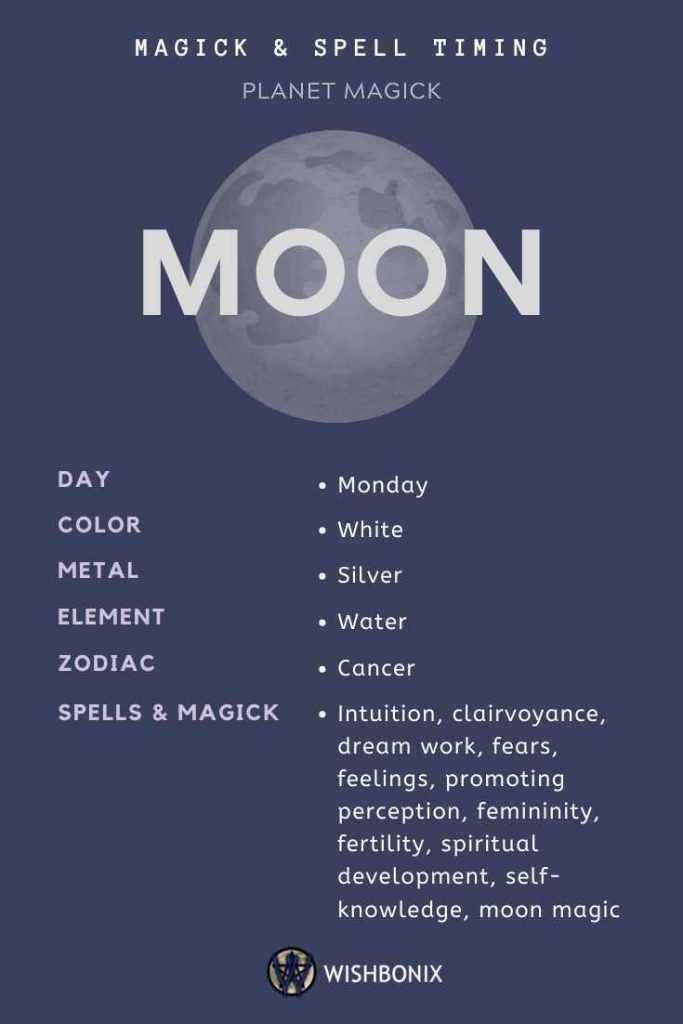 MAGICK & SPELL TIMING
PLANET MAGICK
MOON
DAY
• Monday
COLOR
• White
METAL
• Silver
ELEMENT
• Water
ZODIAC
• Cancer
SPELLS & MAGICK
• Intuition, clairvoyance,
dream work, fears,
feelings, promoting
perception, femininity,
fertility, spiritual
development, self-
knowledge, moon magic
WISHBONIX